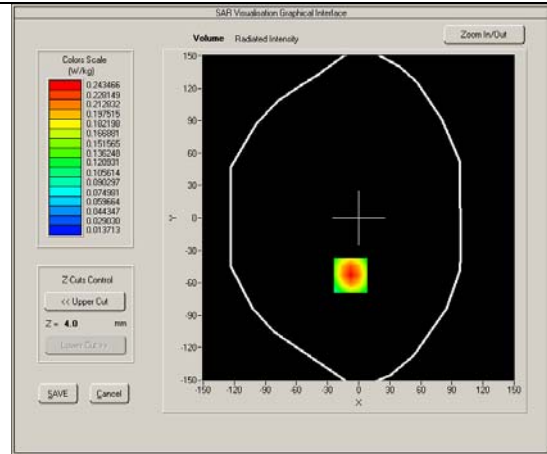 SAR Visualisation Graphical Interface
Volume Radiated Intensity
Zoom In/Out
Colors Scale
(W/kg)
0.243466
0.228149
0.212832
0.197515
0.182198
0.166881
0.151565
0.136248
0.120931
0.105614
0.090297
0.074981
0.059664
0.044347
0.029030
0.013713
Z Cuts Control
<< Upper Cut
Z = 4.0 mm
Lower Cut >>
SAVE Cancel
150
120
90
60
30
0
-30
-60
-90
-120
-150
Y
-150 -120 -90 -60 -30 0 30 60 90 120 150
X